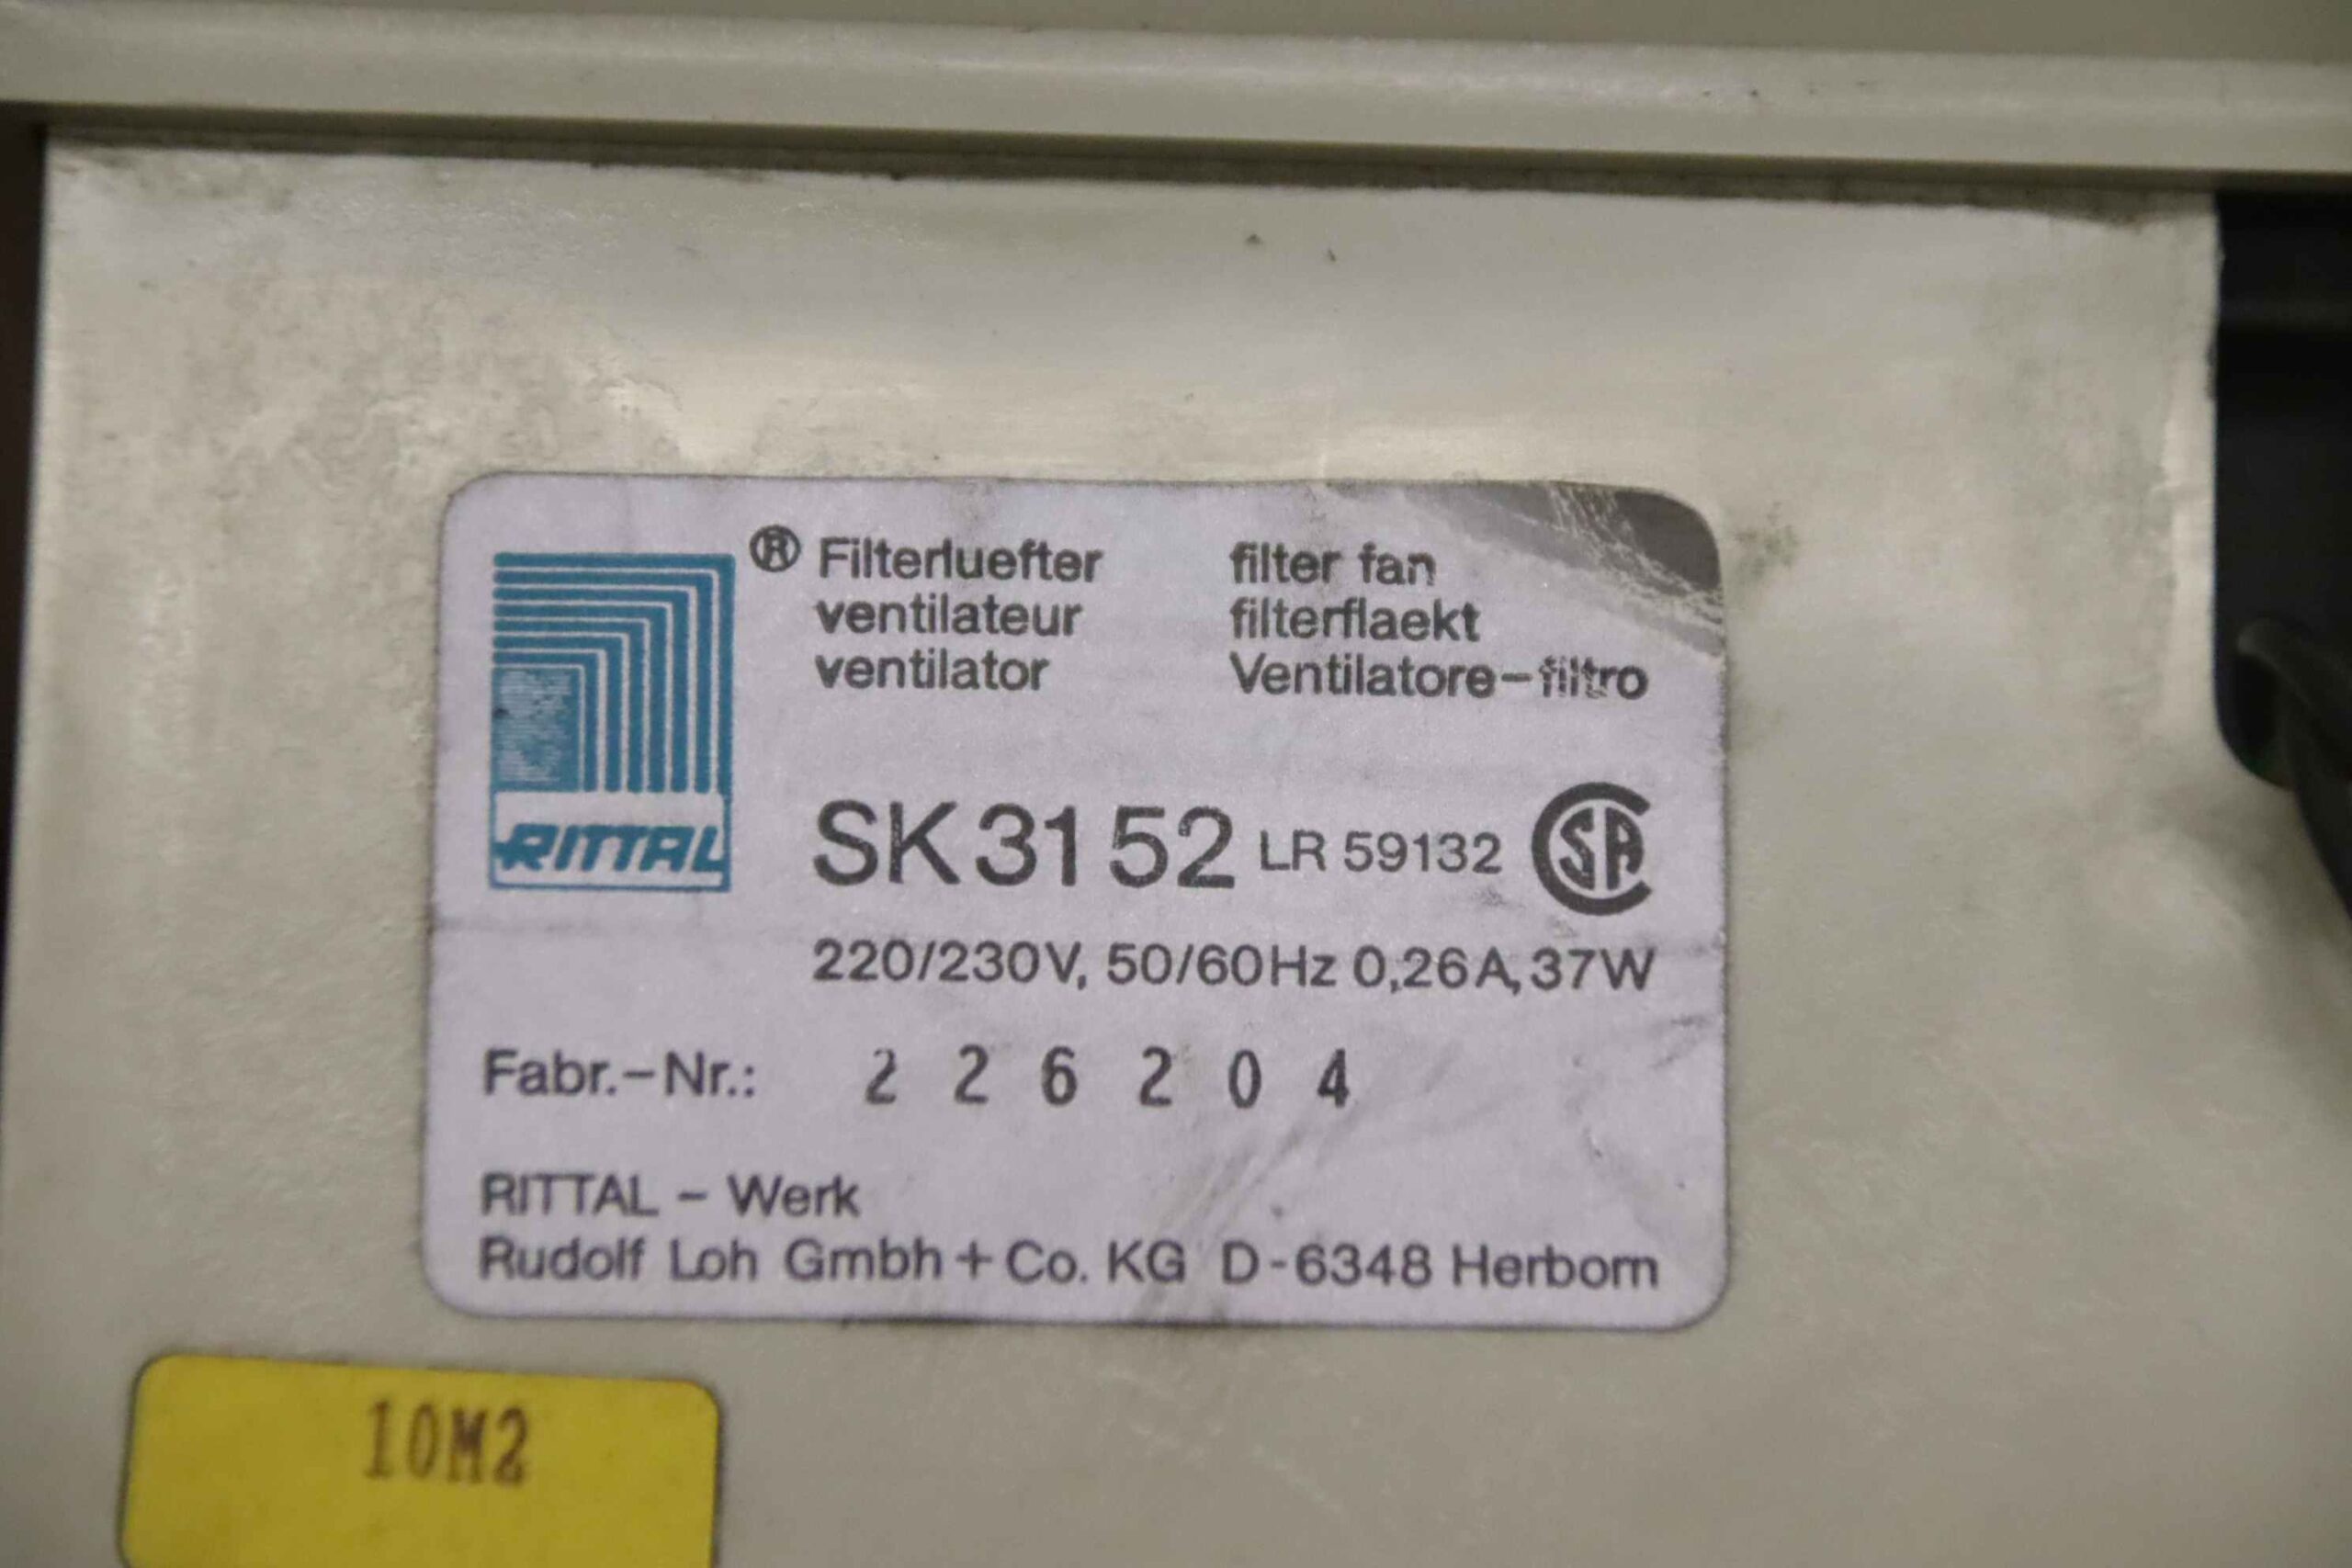 ® Filterluefter filter fan
ventilateur filterflaekt
ventilator Ventilatore-filtro
RITTAL
SK 3152 LR 59132 CSA
220/230V, 50/60Hz 0,26A, 37W
Fabr.-Nr.: 2 2 6 2 0 4
RITTAL - Werk
Rudolf Loh Gmbh + Co. KG D-6348 Herborn
10M2